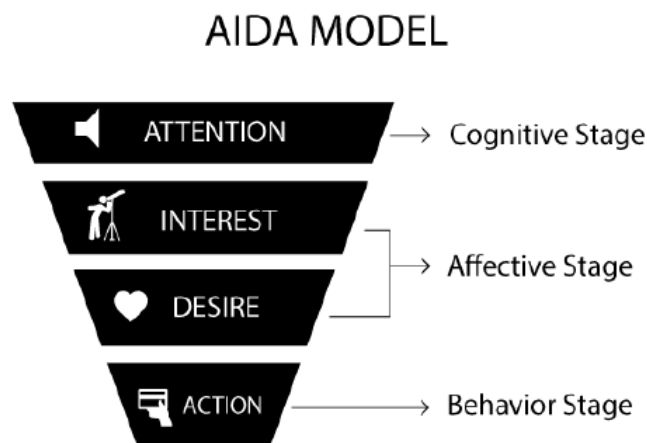 AIDA MODEL
ATTENTION
Cognitive Stage
INTEREST
Affective Stage
DESIRE
ACTION
Behavior Stage